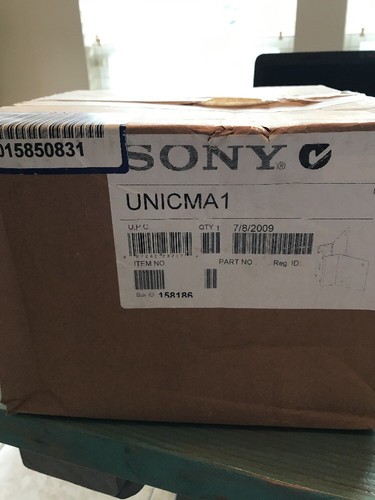 015850831
SONY®
UNICMA1
U.P.C. QTY 1 7/8/2009
ITEM NO. PART NO Reg. ID:
Box ID 158186